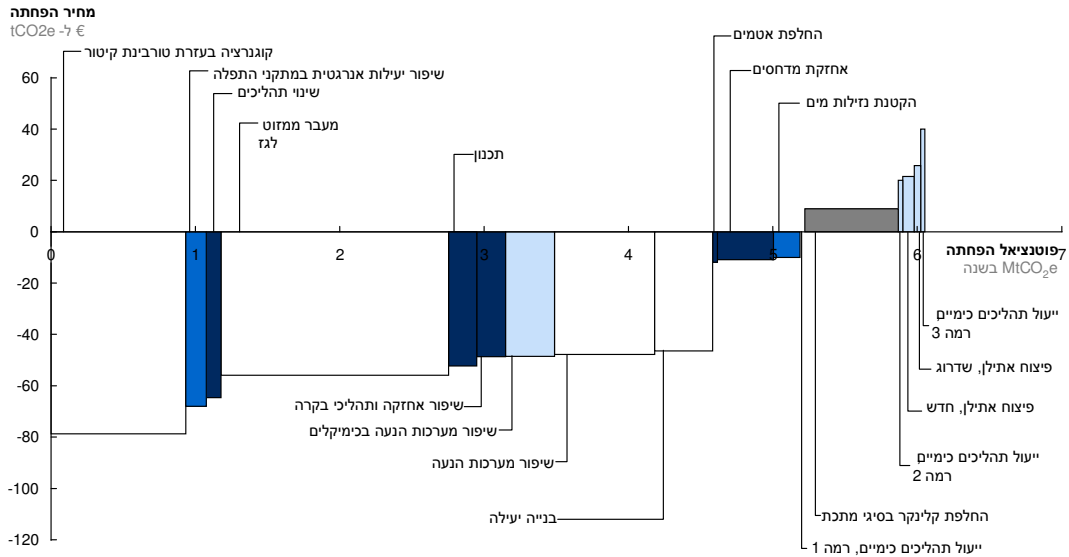 מחיר הפחתה
€ ל- tCO2e
קוגנרציה בעזרת טורבינת קיטור
שיפור יעילות אנרגטית במתקני התפלה
שינוי תהליכים
מעבר ממזוט
לגז
תכנון
החלפת אטמים
אחזקת מדחסים
הקטנת נזילות מים
60
40
20
0
-20
-40
-60
-80
-100
-120
0
1
2
3
4
5
6
7
פוטנציאל הפחתה
MtCO2e בשנה
שיפור אחזקה ותהליכי בקרה
שיפור מערכות הנעה בכימיקלים
שיפור מערכות הנעה
בנייה יעילה
ייעול תהליכים כימיים,
רמה 3
פיצוח אתילן, שדרוג
פיצוח אתילן, חדש
ייעול תהליכים כימיים,
רמה 2
החלפת קלינקר בסיגי מתכת
ייעול תהליכים כימיים, רמה 1